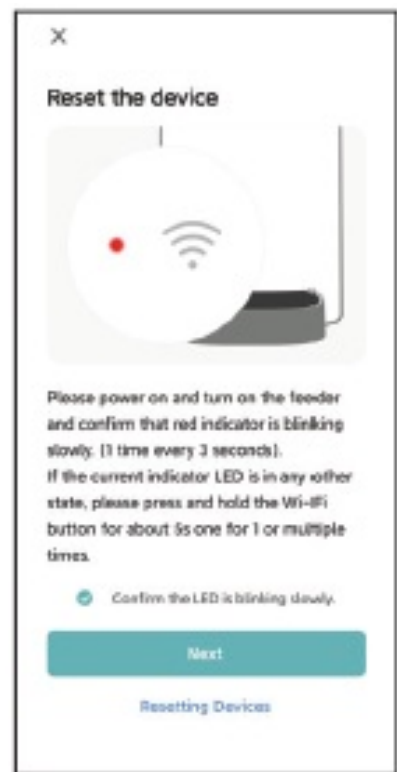 Reset the device
Please power on and turn on the feeder
and confirm that red indicator is blinking
slowly. (1 time every 3 seconds).
If the current indicator LED is in any other
state, please press and hold the Wi-Fi
button for about 5s one for 1 or multiple
times.
Confirm the LED is blinking slowly.
Next
Resetting Devices